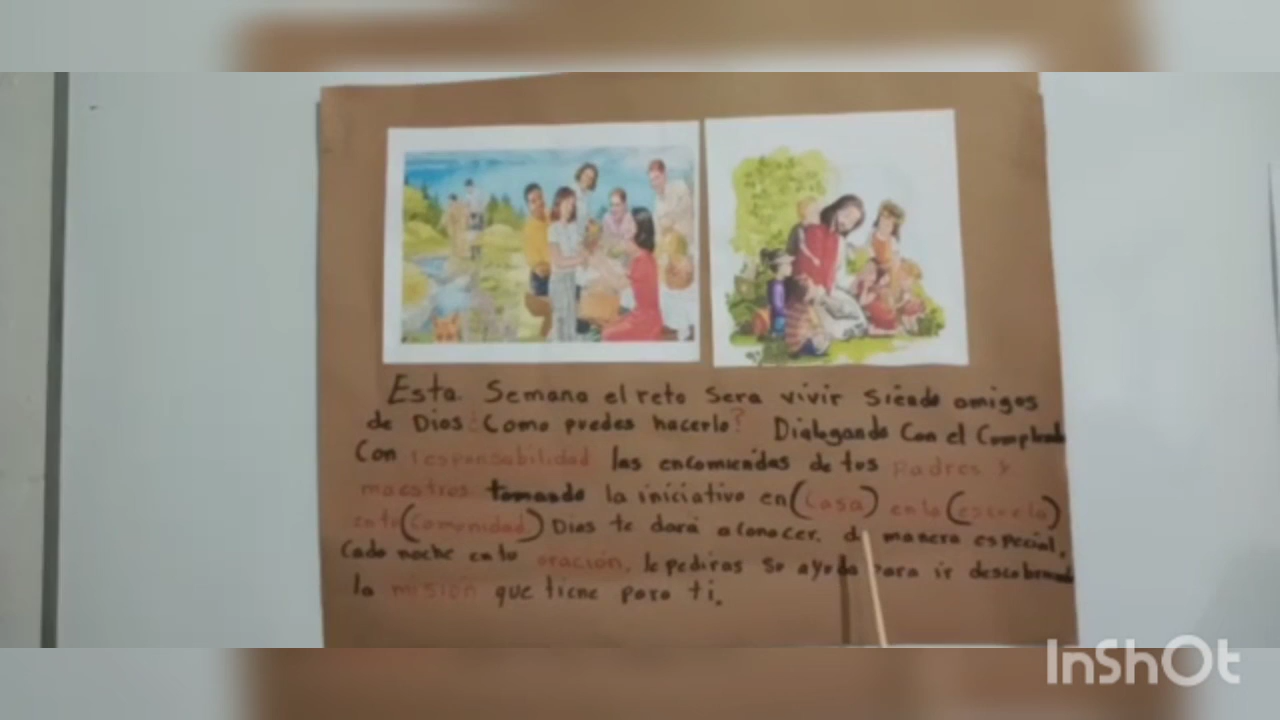 Esta Semana el reto Sera vivir Siendo amigos
de Dios ¿Como puedes hacerlo? Dialogando Con el Cumpliendo
Con responsabilidad las encomiendas de tus padres y
maestros tomando la iniciativa en (Casa) en la (escuela)
en la (Comunidad) Dios te dará a conocer. de manera especial.
Cada noche en tu oración, le pediras su ayuda para ir descobriendo
la misión que tiene para ti.
InShOt